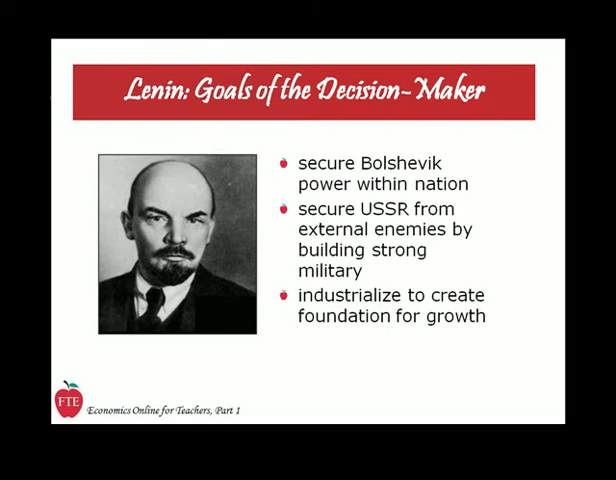 Lenin: Goals of the Decision-Maker
secure Bolshevik
power within nation
secure USSR from
external enemies by
building strong
military
industrialize to create
foundation for growth
FTE
Economics Online for Teachers, Part 1